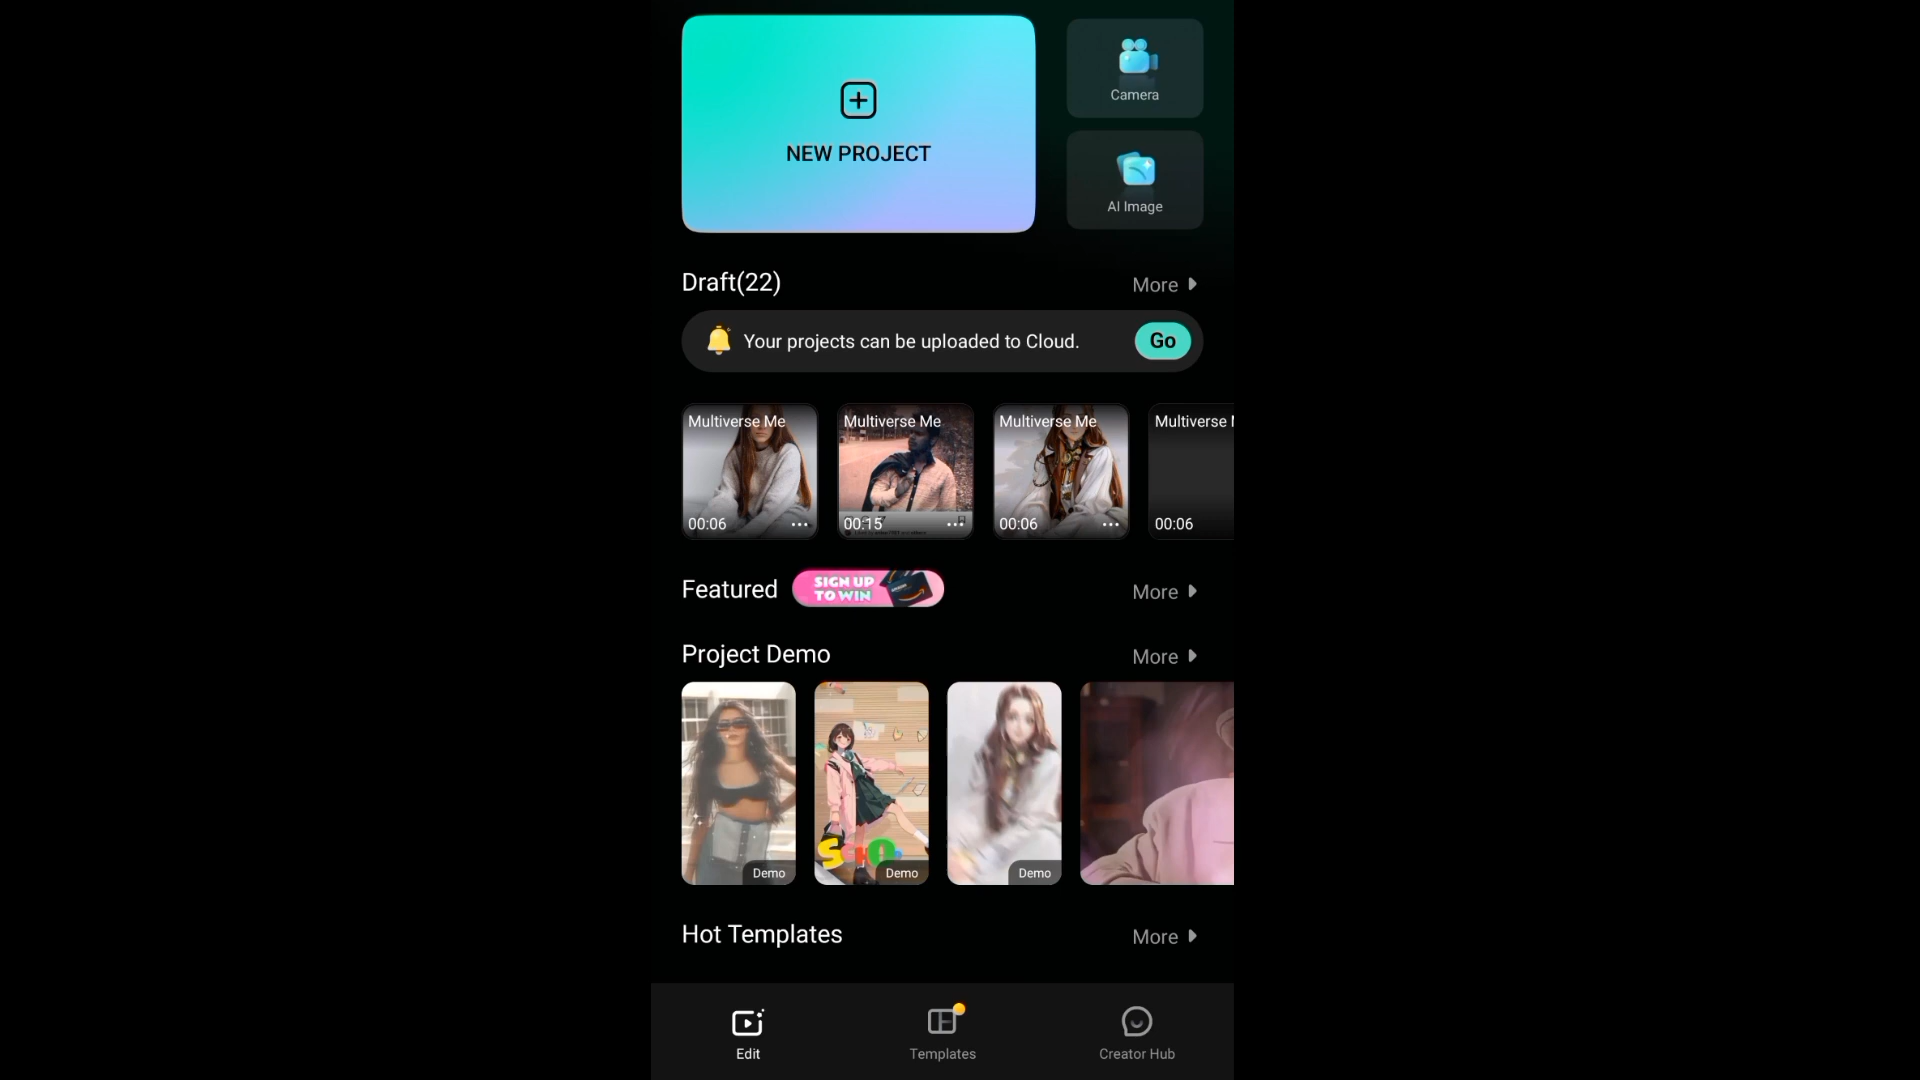 NEW PROJECT
Camera
AI Image
Draft(22)
More
Your projects can be uploaded to Cloud.
Go
Multiverse Me
Multiverse Me
Multiverse Me
Multiverse M
00:06
00:15
00:06
00:06
Featured
SIGN UP
TO WIN
More
Project Demo
More
Demo
Demo
Demo
Hot Templates
More
Edit
Templates
Creator Hub